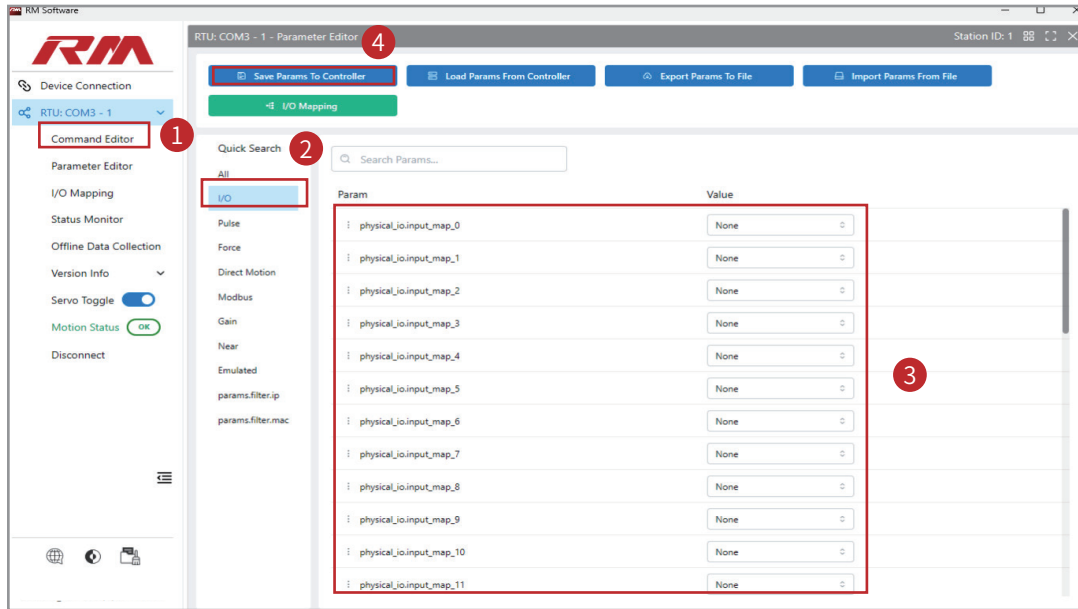 RM Software
RM
RTU: COM3 - 1 - Parameter Editor
Station ID: 1
4
Save Params To Controller
Load Params From Controller
Export Params To File
Import Params From File
I/O Mapping
Device Connection
RTU: COM3 - 1
Command Editor
1
Parameter Editor
I/O Mapping
Status Monitor
Offline Data Collection
Version Info
Servo Toggle
Motion Status OK
Disconnect
Quick Search
2
All
I/O
Pulse
Force
Direct Motion
Modbus
Gain
Near
Emulated
params.filter.ip
params.filter.mac
Search Params...
Param Value
physical_io.input_map_0 None
physical_io.input_map_1 None
physical_io.input_map_2 None
physical_io.input_map_3 None
physical_io.input_map_4 None
physical_io.input_map_5 None
physical_io.input_map_6 None
physical_io.input_map_7 None
physical_io.input_map_8 None
physical_io.input_map_9 None
physical_io.input_map_10 None
physical_io.input_map_11 None
3